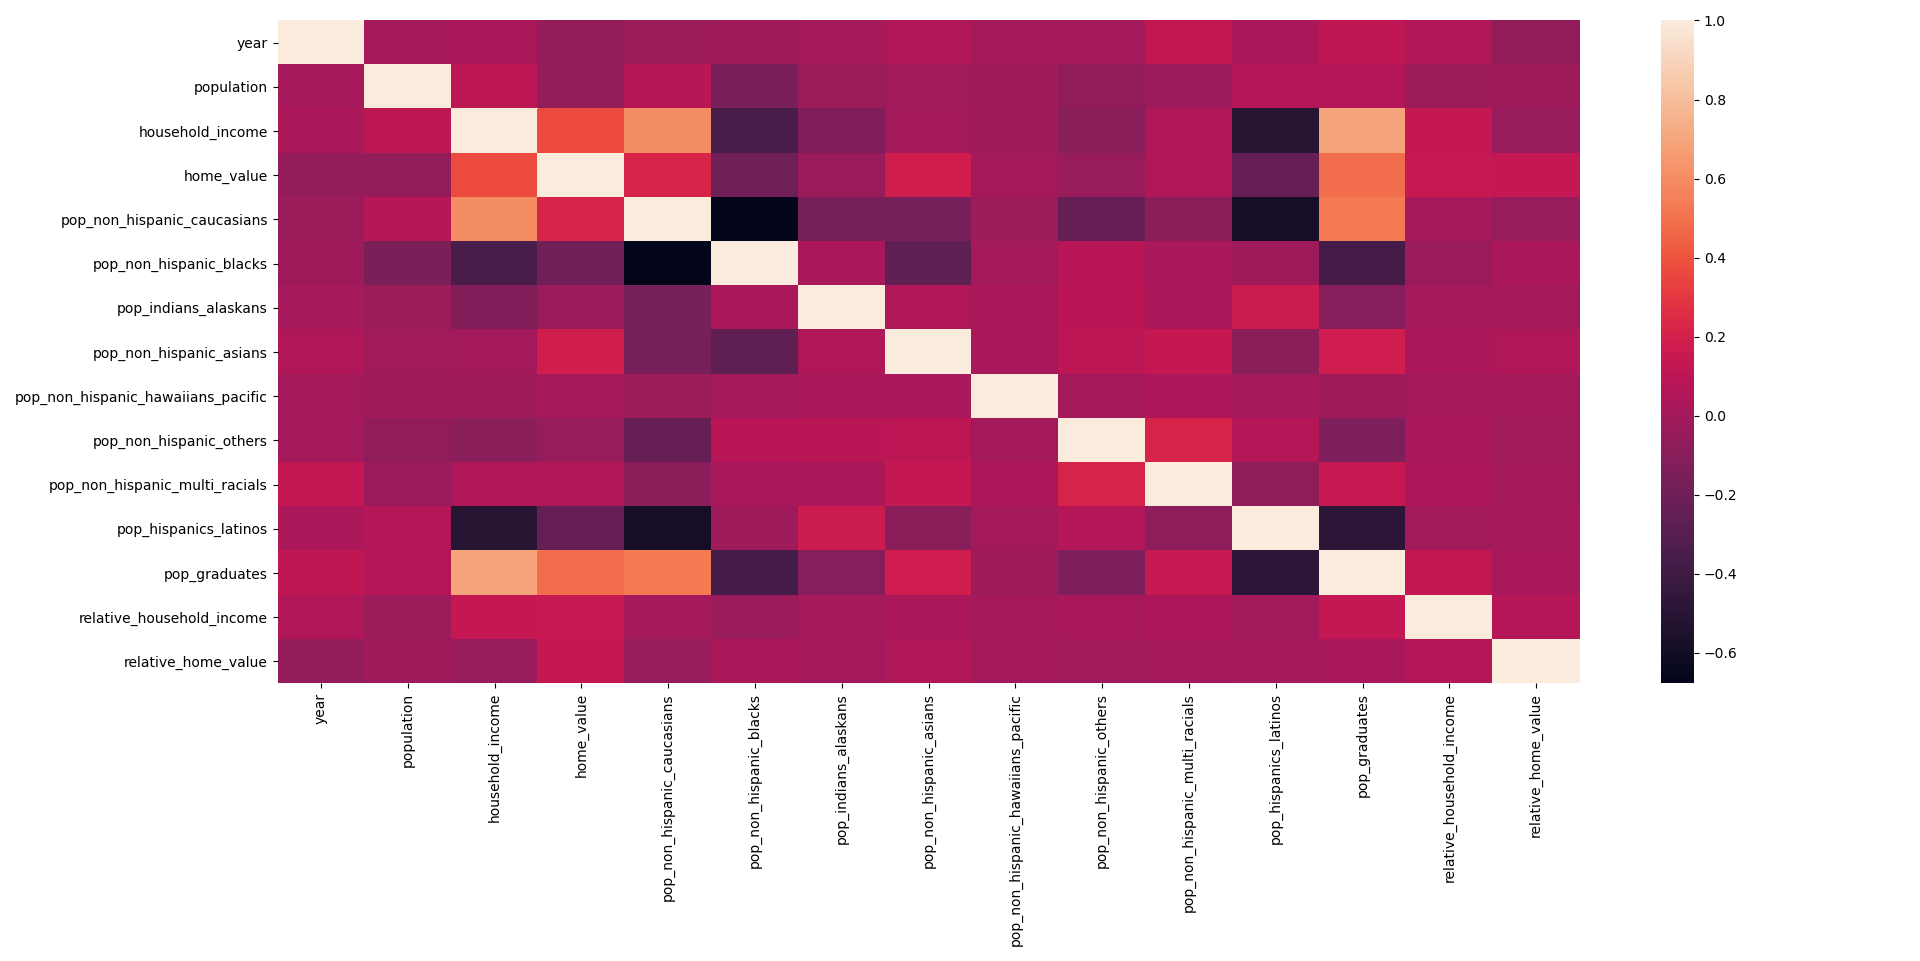 year
population
household_income
home_value
pop_non_hispanic_caucasians
pop_non_hispanic_blacks
pop_indians_alaskans
pop_non_hispanic_asians
pop_non_hispanic_hawaiians_pacific
pop_non_hispanic_others
pop_non_hispanic_multi_racials
pop_hispanics_latinos
pop_graduates
relative_household_income
relative_home_value
year
population
household_income
home_value
pop_non_hispanic_caucasians
pop_non_hispanic_blacks
pop_indians_alaskans
pop_non_hispanic_asians
pop_non_hispanic_hawaiians_pacific
pop_non_hispanic_others
pop_non_hispanic_multi_racials
pop_hispanics_latinos
pop_graduates
relative_household_income
relative_home_value
1.0
0.8
0.6
0.4
0.2
0.0
−0.2
−0.4
−0.6